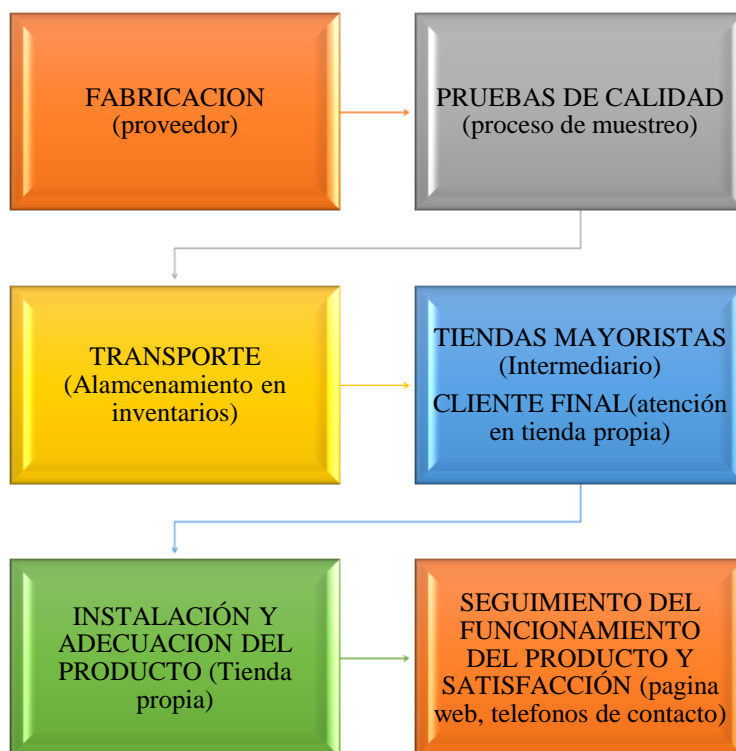 FABRICACION
(proveedor)
PRUEBAS DE CALIDAD
(proceso de muestreo)
TRANSPORTE
(Alamcenamiento en
inventarios)
TIENDAS MAYORISTAS
(Intermediario)
CLIENTE FINAL(atención
en tienda propia)
INSTALACIÓN Y
ADECUACION DEL
PRODUCTO (Tienda
propia)
SEGUIMIENTO DEL
FUNCIONAMIENTO
DEL PRODUCTO Y
SATISFACCIÓN (pagina
web, telefonos de contacto)